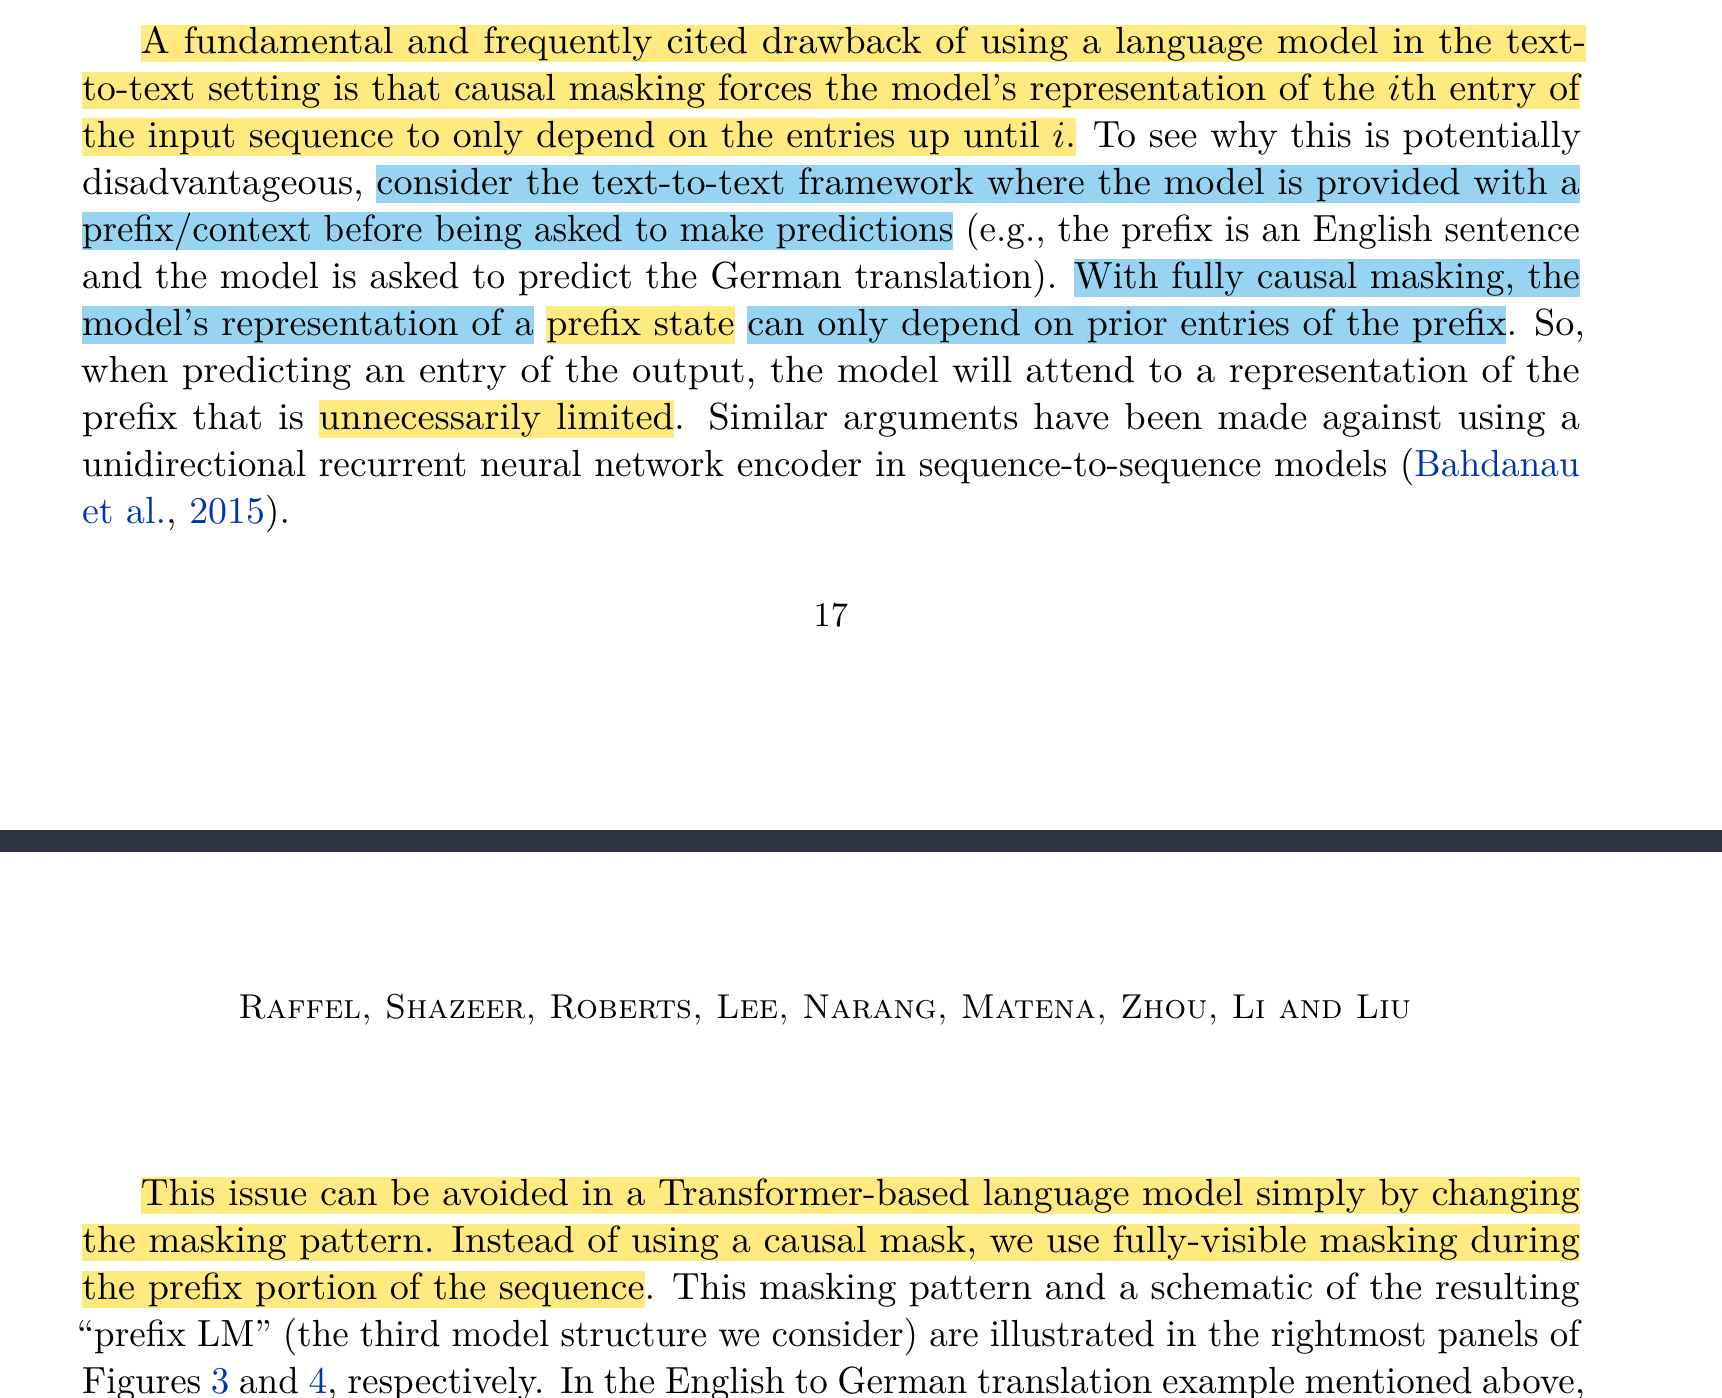 A fundamental and frequently cited drawback of using a language model in the text-
to-text setting is that causal masking forces the model's representation of the ith entry of
the input sequence to only depend on the entries up until i. To see why this is potentially
disadvantageous, consider the text-to-text framework where the model is provided with a
prefix/context before being asked to make predictions (e.g., the prefix is an English sentence
and the model is asked to predict the German translation). With fully causal masking, the
model's representation of a prefix state can only depend on prior entries of the prefix. So,
when predicting an entry of the output, the model will attend to a representation of the
prefix that is unnecessarily limited. Similar arguments have been made against using a
unidirectional recurrent neural network encoder in sequence-to-sequence models (Bahdanau
et al., 2015).
17
Raffel, Shazeer, Roberts, Lee, Narang, Matena, Zhou, Li and Liu
This issue can be avoided in a Transformer-based language model simply by changing
the masking pattern. Instead of using a causal mask, we use fully-visible masking during
the prefix portion of the sequence. This masking pattern and a schematic of the resulting
“prefix LM” (the third model structure we consider) are illustrated in the rightmost panels of
Figures 3 and 4, respectively. In the English to German translation example mentioned above,